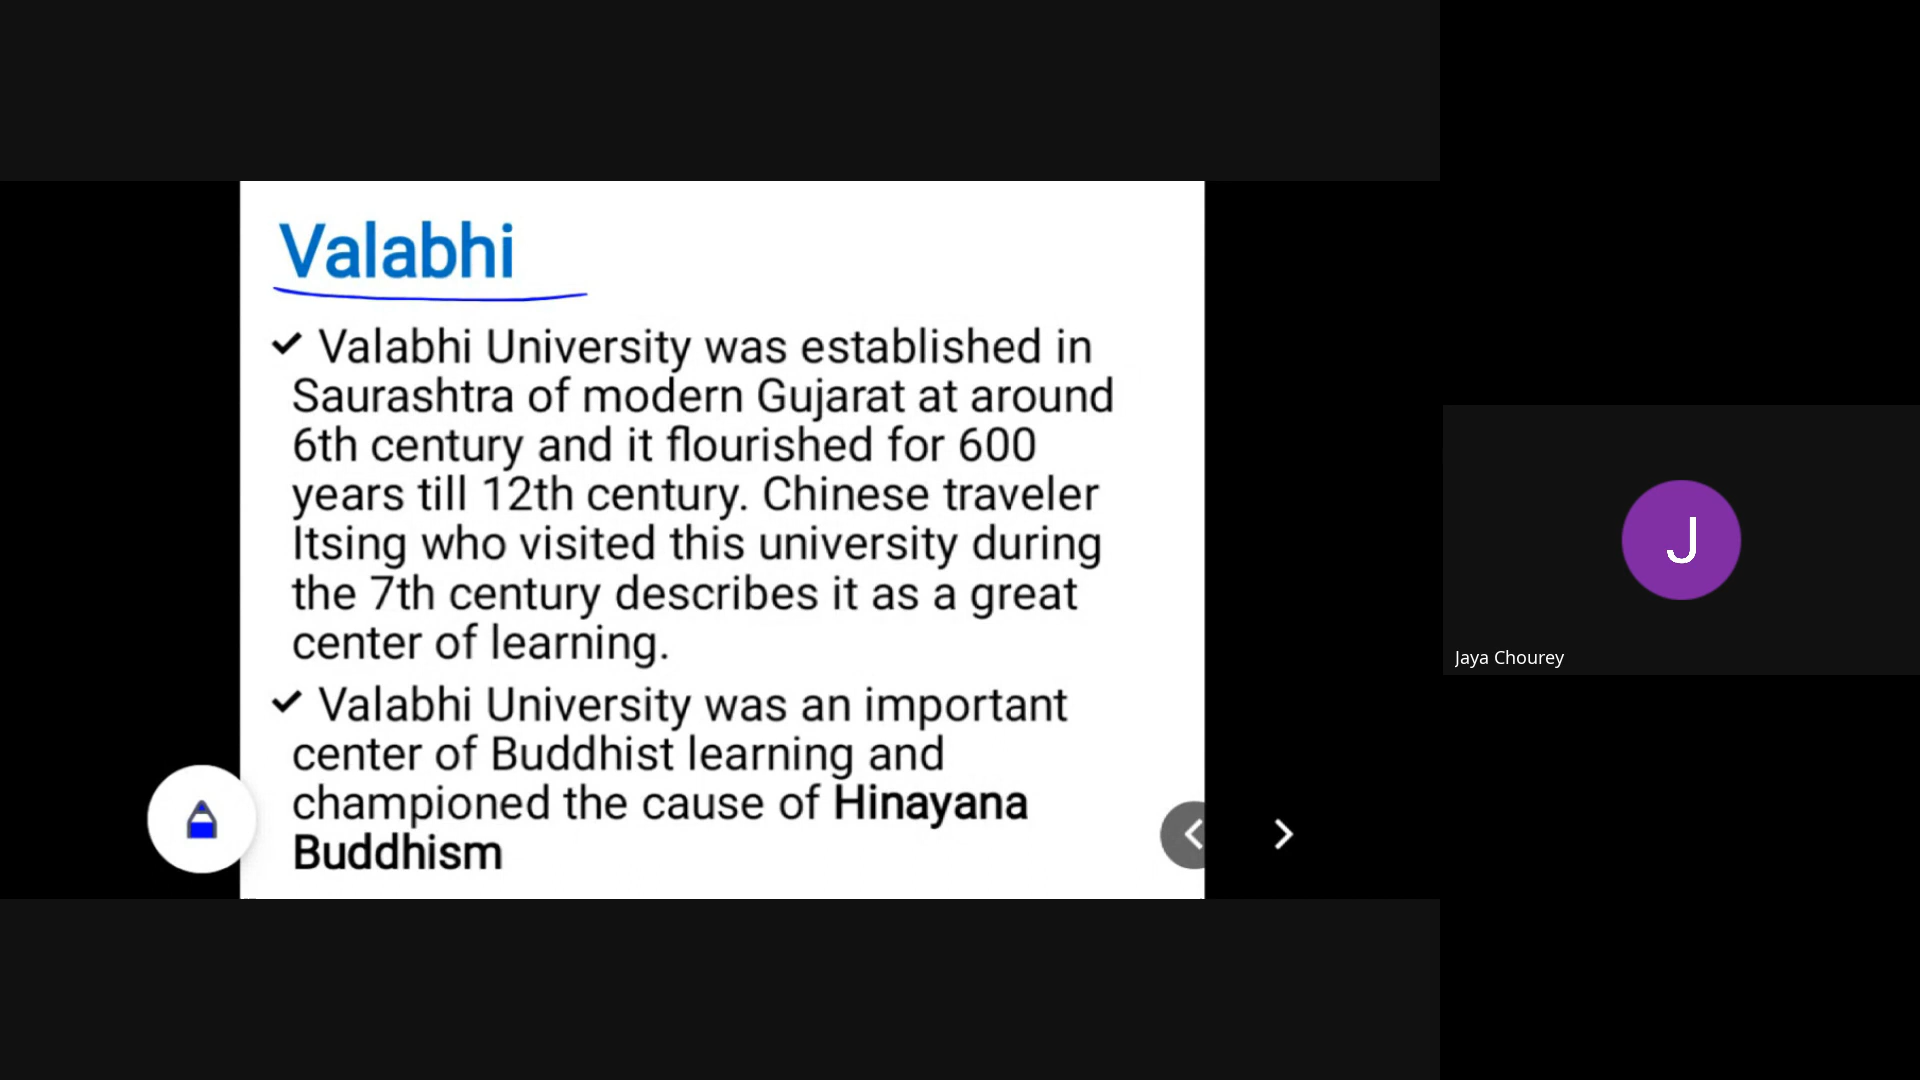 Valabhi
✔ Valabhi University was established in
Saurashtra of modern Gujarat at around
6th century and it flourished for 600
years till 12th century. Chinese traveler
Itsing who visited this university during
the 7th century describes it as a great
center of learning.
✔ Valabhi University was an important
center of Buddhist learning and
championed the cause of Hinayana
Buddhism
J
Jaya Chourey